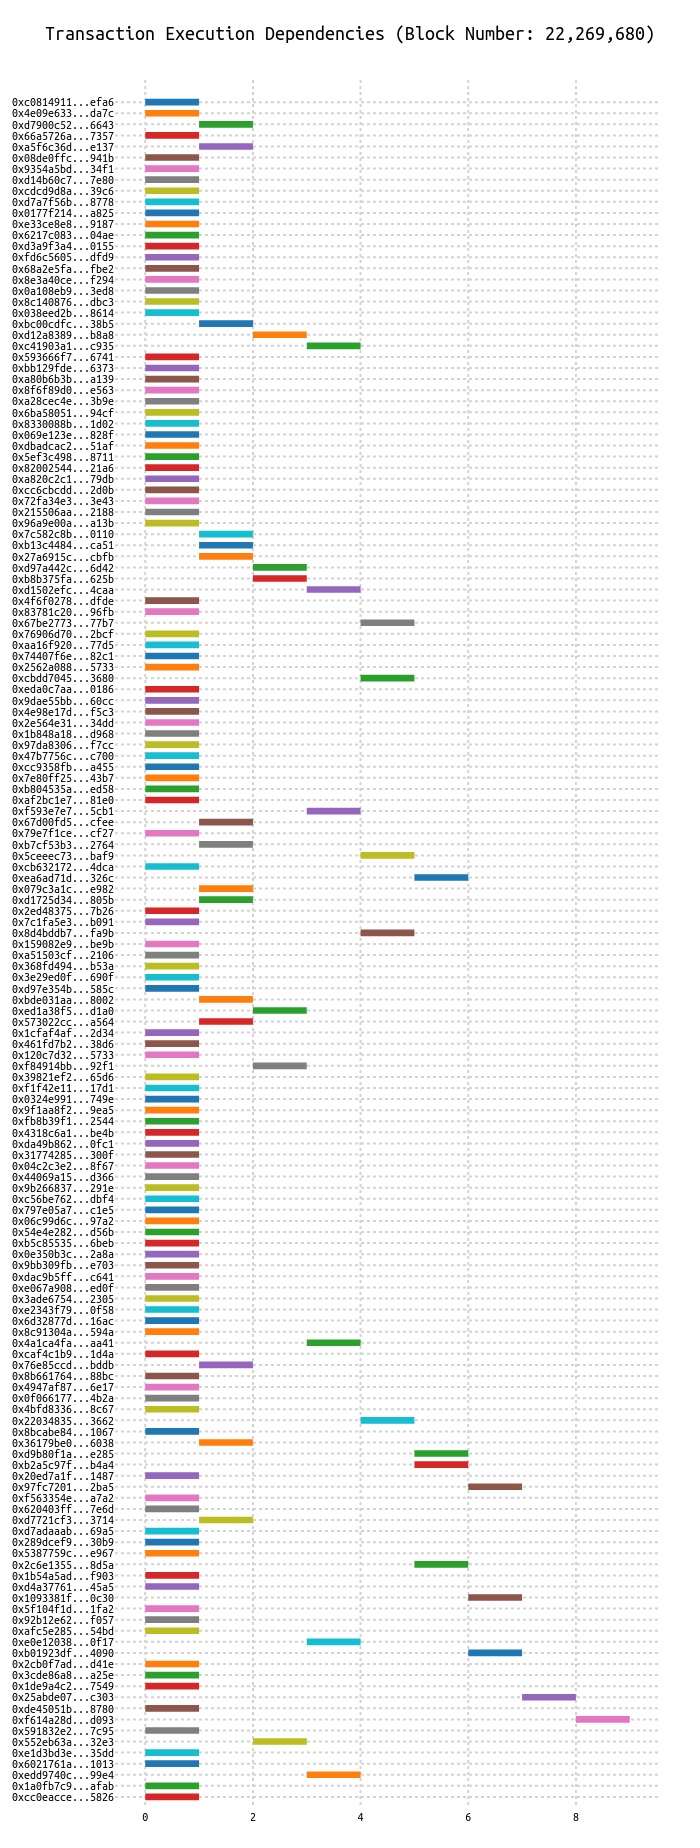 Transaction Execution Dependencies (Block Number: 22,269,680)
0xc0814911...efa6
0x4e09e633...da7c
0xd7900c52...6643
0x66a5726a...7357
0xa5f6c36d...e137
0x08de0ffc...941b
0x9354a5bd...34f1
0xd14b60c7...7e80
0xcdcd9d8a...39c6
0xd7a7f56b...8778
0x0177f214...a825
0xe33ce8e8...9187
0x6217c083...04ae
0xd3a9f3a4...0155
0xfd6c5605...dfd9
0x68a2e5fa...fbe2
0x8e3a40ce...f294
0x0a108eb9...3ed8
0x8c140876...dbc3
0x038eed2b...8614
0xbc00cdfc...38b5
0xd12a8389...b8a8
0xc41903a1...c935
0x593666f7...6741
0xbb129fde...6373
0xa80b6b3b...a139
0x8f6f89d0...e563
0xa28cec4e...3b9e
0x6ba58051...94cf
0x8330088b...1d02
0x069e123e...828f
0xdbadcac2...51af
0x5ef3c498...8711
0x82002544...21a6
0xa820c2c1...79db
0xcc6cbcdd...2d0b
0x72fa34e3...3e43
0x215506aa...2188
0x96a9e00a...a13b
0x7c582c8b...0110
0xb13c4484...ca51
0x27a6915c...cbfb
0xd97a442c...6d42
0xb8b375fa...625b
0xd1502efc...4caa
0x4f6f0278...dfde
0x83781c20...96fb
0x67be2773...77b7
0x76906d70...2bcf
0xaa16f920...77d5
0x74407f6e...82c1
0x2562a088...5733
0xcbdd7045...3680
0xeda0c7aa...0186
0x9dae55bb...60cc
0x4e98e17d...f5c3
0x2e564e31...34dd
0x1b848a18...d968
0x97da8306...f7cc
0x47b7756c...c700
0xcc9358fb...a455
0x7e80ff25...43b7
0xb804535a...ed58
0xaf2bc1e7...81e0
0xf593e7e7...5cb1
0x67d00fd5...cfee
0x79e7f1ce...cf27
0xb7cf53b3...2764
0x5ceeec73...baf9
0xcb632172...4dca
0xea6ad71d...326c
0x079c3a1c...e982
0xd1725d34...805b
0x2ed48375...7b26
0x7c1fa5e3...b091
0x8d4bddb7...fa9b
0x159082e9...be9b
0xa51503cf...2106
0x368fd494...b53a
0x3e29ed0f...690f
0xd97e354b...585c
0xbde031aa...8002
0xed1a38f5...d1a0
0x573022cc...a564
0x1cfaf4af...2d34
0x461fd7b2...38d6
0x120c7d32...5733
0xf84914bb...92f1
0x39821ef2...65d6
0xf1f42e11...17d1
0x0324e991...749e
0x9f1aa8f2...9ea5
0xfb8b39f1...2544
0x4318c6a1...be4b
0xda49b862...0fc1
0x31774285...300f
0x04c2c3e2...8f67
0x44069a15...d366
0x9b266837...291e
0xc56be762...dbf4
0x797e05a7...c1e5
0x06c99d6c...97a2
0x54e4e282...d56b
0xb5c85535...6beb
0x0e350b3c...2a8a
0x9bb309fb...e703
0xdac9b5ff...c641
0xe067a908...ed0f
0x3ade6754...2305
0xe2343f79...0f58
0x6d32877d...16ac
0x8c91304a...594a
0x4a1ca4fa...aa41
0xcaf4c1b9...1d4a
0x76e85ccd...bddb
0x8b661764...88bc
0x4947af87...6e17
0x0f066177...4b2a
0x4bfd8336...8c67
0x22034835...3662
0x8bcabe84...1067
0x36179be0...6038
0xd9b80f1a...e285
0xb2a5c97f...b4a4
0x20ed7a1f...1487
0x97fc7201...2ba5
0xf563354e...a7a2
0x620403ff...7e6d
0xd7721cf3...3714
0xd7adaaab...69a5
0x289dcef9...30b9
0x5387759c...e967
0x2c6e1355...8d5a
0x1b54a5ad...f903
0xd4a37761...45a5
0x1093381f...0c30
0x5f104f1d...1fa2
0x92b12e62...f057
0xafc5e285...54bd
0xe0e12038...0f17
0xb01923df...4090
0x2cb0f7ad...d41e
0x3cde86a8...a25e
0x1de9a4c2...7549
0x25abde07...c303
0xde45051b...8780
0xf614a28d...d093
0x591832e2...7c95
0x552eb63a...32e3
0xe1d3bd3e...35dd
0x6021761a...1013
0xedd9740c...99e4
0x1a0fb7c9...afab
0xcc0eacce...5826
0 2 4 6 8